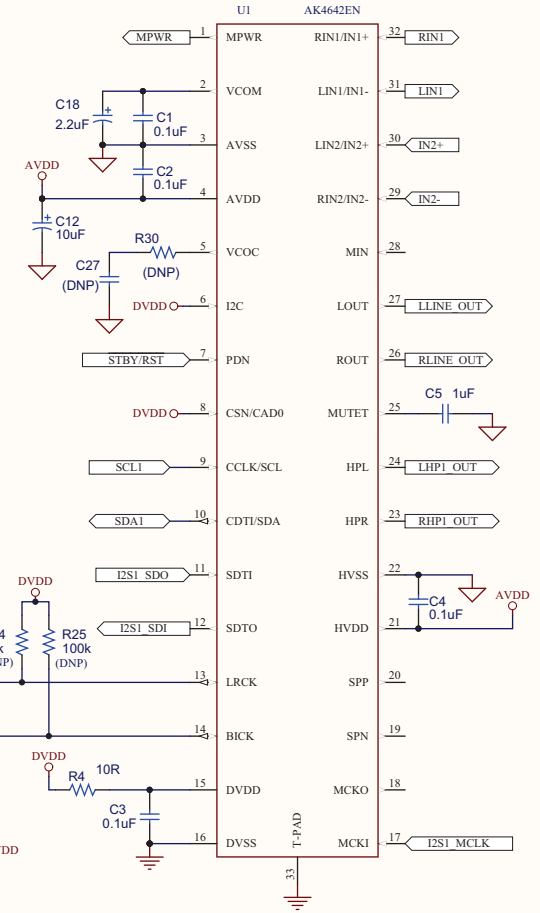 U1 AK4642EN
MPWR 1 MPWR RIN1/IN1+ 32 RIN1
2 VCOM LIN1/IN1- 31 LIN1
C18 2.2uF + C1 0.1uF
3 AVSS LIN2/IN2+ 30 IN2+
C2 0.1uF
AVDD
4 AVDD RIN2/IN2- 29 IN2-
+ C12 10uF
R30 (DNP)
5 VCOC MIN 28
C27 (DNP)
DVDD 6 I2C LOUT 27 LLINE_OUT
STBY/RST 7 PDN ROUT 26 RLINE_OUT
C5 1uF
DVDD 8 CSN/CAD0 MUTET 25
SCL1 9 CCLK/SCL HPL 24 LHP1_OUT
SDA1 10 CDTI/SDA HPR 23 RHP1_OUT
I2S1_SDO 11 SDTI HVSS 22
DVDD
C4 0.1uF
AVDD
I2S1_SDI 12 SDTO HVDD 21
R25 100k (DNP)
13 LRCK SPP 20
14 BICK SPN 19
DVDD
R4 10R
15 DVDD MCKO 18
C3 0.1uF
16 DVSS MCKI 17 I2S1_MCLK
T-PAD
33